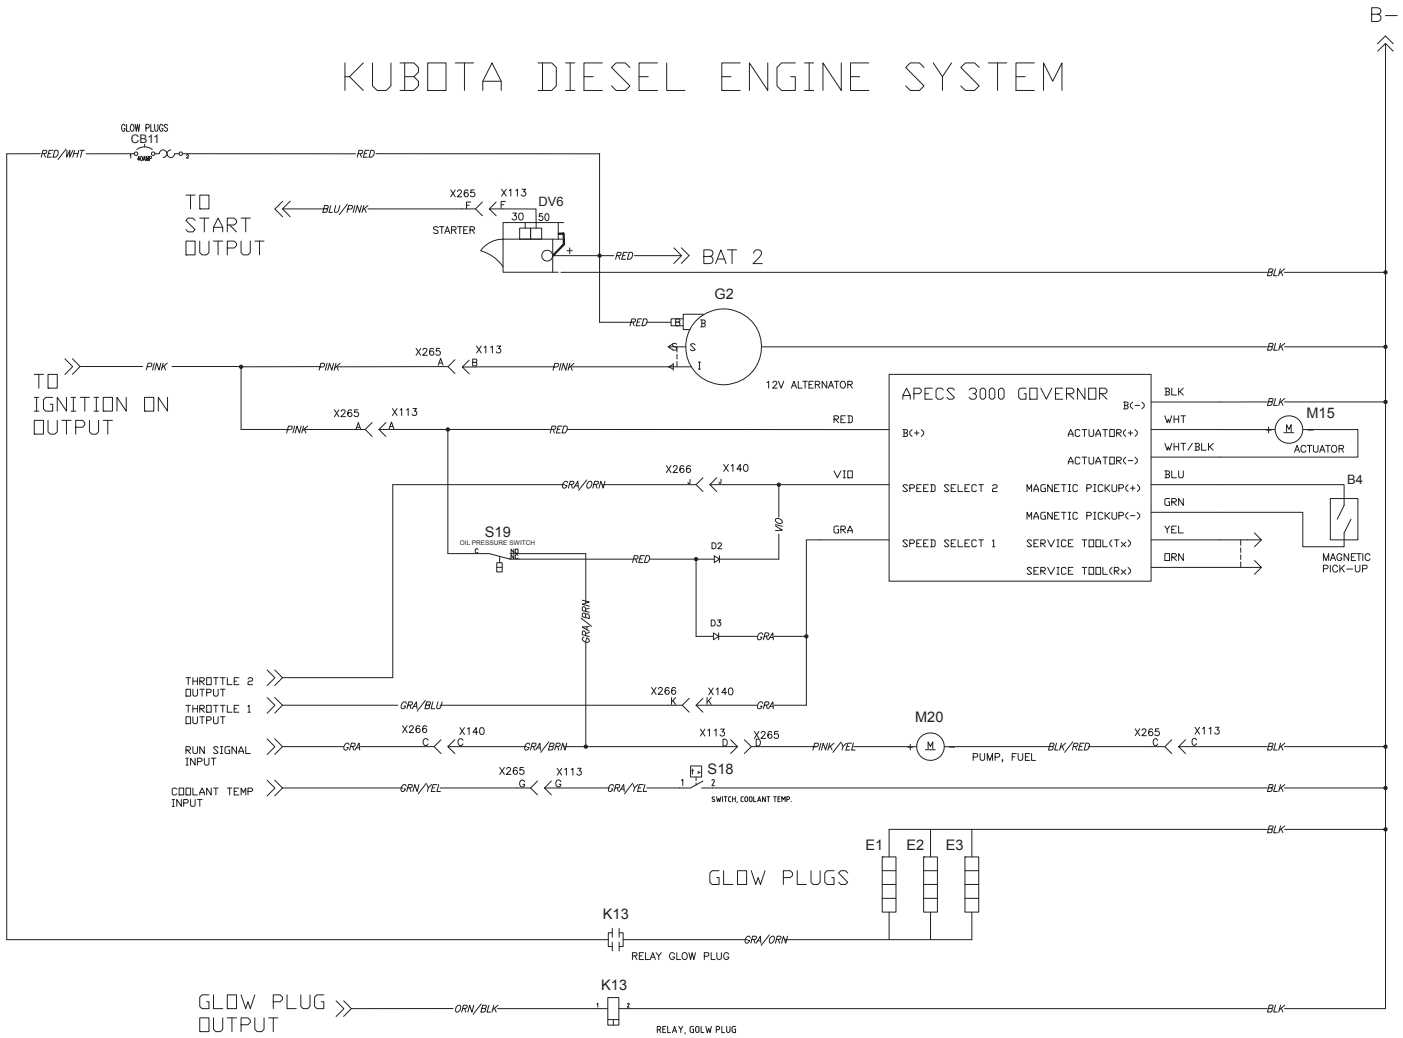 B-
KUBOTA DIESEL ENGINE SYSTEM
GLOW PLUGS
CB11
RED/WHT
1
40AMP
2
RED
TO
START
OUTPUT
BLU/PINK
X265
X113
F
F
DV6
30
50
STARTER
+
RED
BAT 2
BLK
G2
RED
B
B
S
S
I
12V ALTERNATOR
BLK
TO
IGNITION ON
OUTPUT
PINK
PINK
X265
X113
A
B
PINK
PINK
X265
X113
A
A
RED
RED
APECS 3000 GOVERNOR
B(-)
B(+)
ACTUATOR(+)
ACTUATOR(-)
SPEED SELECT 2
MAGNETIC PICKUP(+)
MAGNETIC PICKUP(-)
SPEED SELECT 1
SERVICE TOOL(Tx)
SERVICE TOOL(Rx)
BLK
BLK
WHT
+
M
-
M15
ACTUATOR
WHT/BLK
BLU
B4
GRN
YEL
ORN
MAGNETIC
PICK-UP
GRA/ORN
X266
X140
J
J
VIO
VIO
GRA
S19
OIL PRESSURE SWITCH
C
NO
NC
RED
D2
GRA/BRN
D3
GRA
THROTTLE 2
OUTPUT
THROTTLE 1
OUTPUT
GRA/BLU
X266
X140
K
K
GRA
RUN SIGNAL
INPUT
GRA
X266
X140
C
C
GRA/BRN
X113
X265
D
D
PINK/YEL
M20
+
M
-
PUMP, FUEL
BLK/RED
X265
X113
C
C
BLK
COOLANT TEMP
INPUT
GRN/YEL
X265
X113
G
G
GRA/YEL
1
2
S18
SWITCH, COOLANT TEMP.
BLK
BLK
E1
E2
E3
GLOW PLUGS
K13
GRA/ORN
RELAY GLOW PLUG
GLOW PLUG
OUTPUT
ORN/BLK
K13
1
2
RELAY, GOLW PLUG
BLK